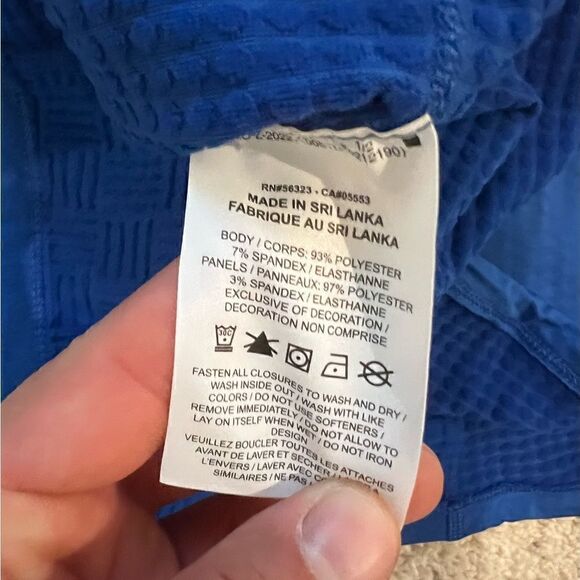 RN#56323 • CA#05553
MADE IN SRI LANKA
FABRIQUE AU SRI LANKA
BODY / CORPS: 93% POLYESTER
7% SPANDEX / ELASTHANNE
PANELS / PANNEAUX: 97% POLYESTER
3% SPANDEX / ELASTHANNE
EXCLUSIVE OF DECORATION /
DECORATION NON COMPRISE
30C
FASTEN ALL CLOSURES TO WASH AND DRY /
WASH INSIDE OUT / WASH WITH LIKE
COLORS / DO NOT USE SOFTENERS /
REMOVE IMMEDIATELY / DO NOT ALLOW TO
LAY ON ITSELF WHEN WET / DO NOT IRON
DESIGN
VEUILLEZ BOUCLER TOUTES LES ATTACHES
AVANT DE LAVER ET SECHER
L'ENVERS / LAVER AVEC
SIMILAIRES / NE PAS